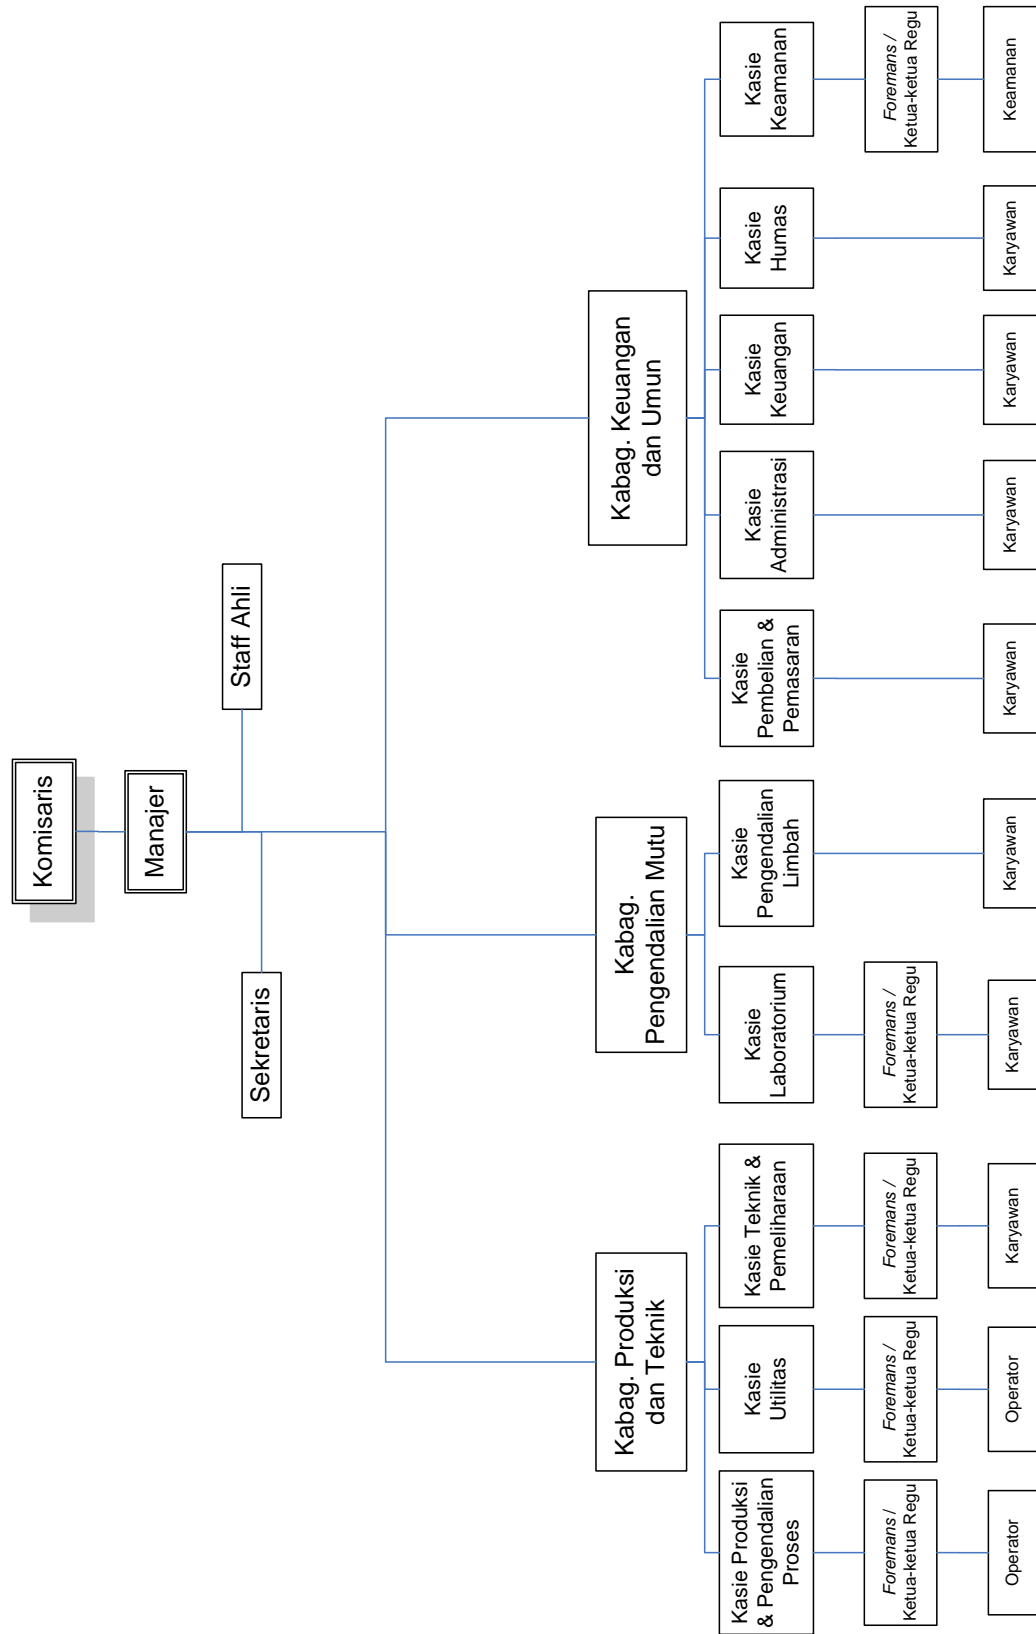 Komisaris
Manajer
Staff Ahli
Sekretaris
Kabag. Produksi
dan Teknik
Kabag.
Pengendalian Mutu
Kabag. Keuangan
dan Umun
Kasie Produksi
& Pengendalian
Proses
Kasie
Utilitas
Kasie Teknik &
Pemeliharaan
Kasie
Laboratorium
Kasie
Pengendalian
Limbah
Kasie
Pembelian &
Pemasaran
Kasie
Administrasi
Kasie
Keuangan
Kasie
Humas
Kasie
Keamanan
Foremans /
Ketua-ketua Regu
Foremans /
Ketua-ketua Regu
Foremans /
Ketua-ketua Regu
Foremans /
Ketua-ketua Regu
Foremans /
Ketua-ketua Regu
Operator
Operator
Karyawan
Karyawan
Karyawan
Karyawan
Karyawan
Karyawan
Karyawan
Keamanan